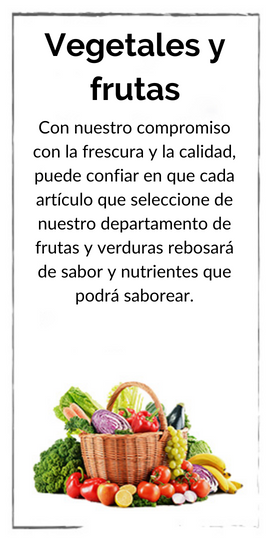 Vegetales y
frutas
Con nuestro compromiso
con la frescura y la calidad,
puede confiar en que cada
artículo que seleccione de
nuestro departamento de
frutas y verduras rebosará
de sabor y nutrientes que
podrá saborear.